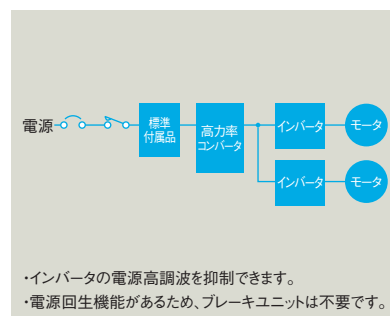 電源
標準
付属品
高力率
コンバータ
インバータ
モータ
インバータ
モータ
・インバータの電源高調波を抑制できます。
・電源回生機能があるため、ブレーキユニットは不要です。